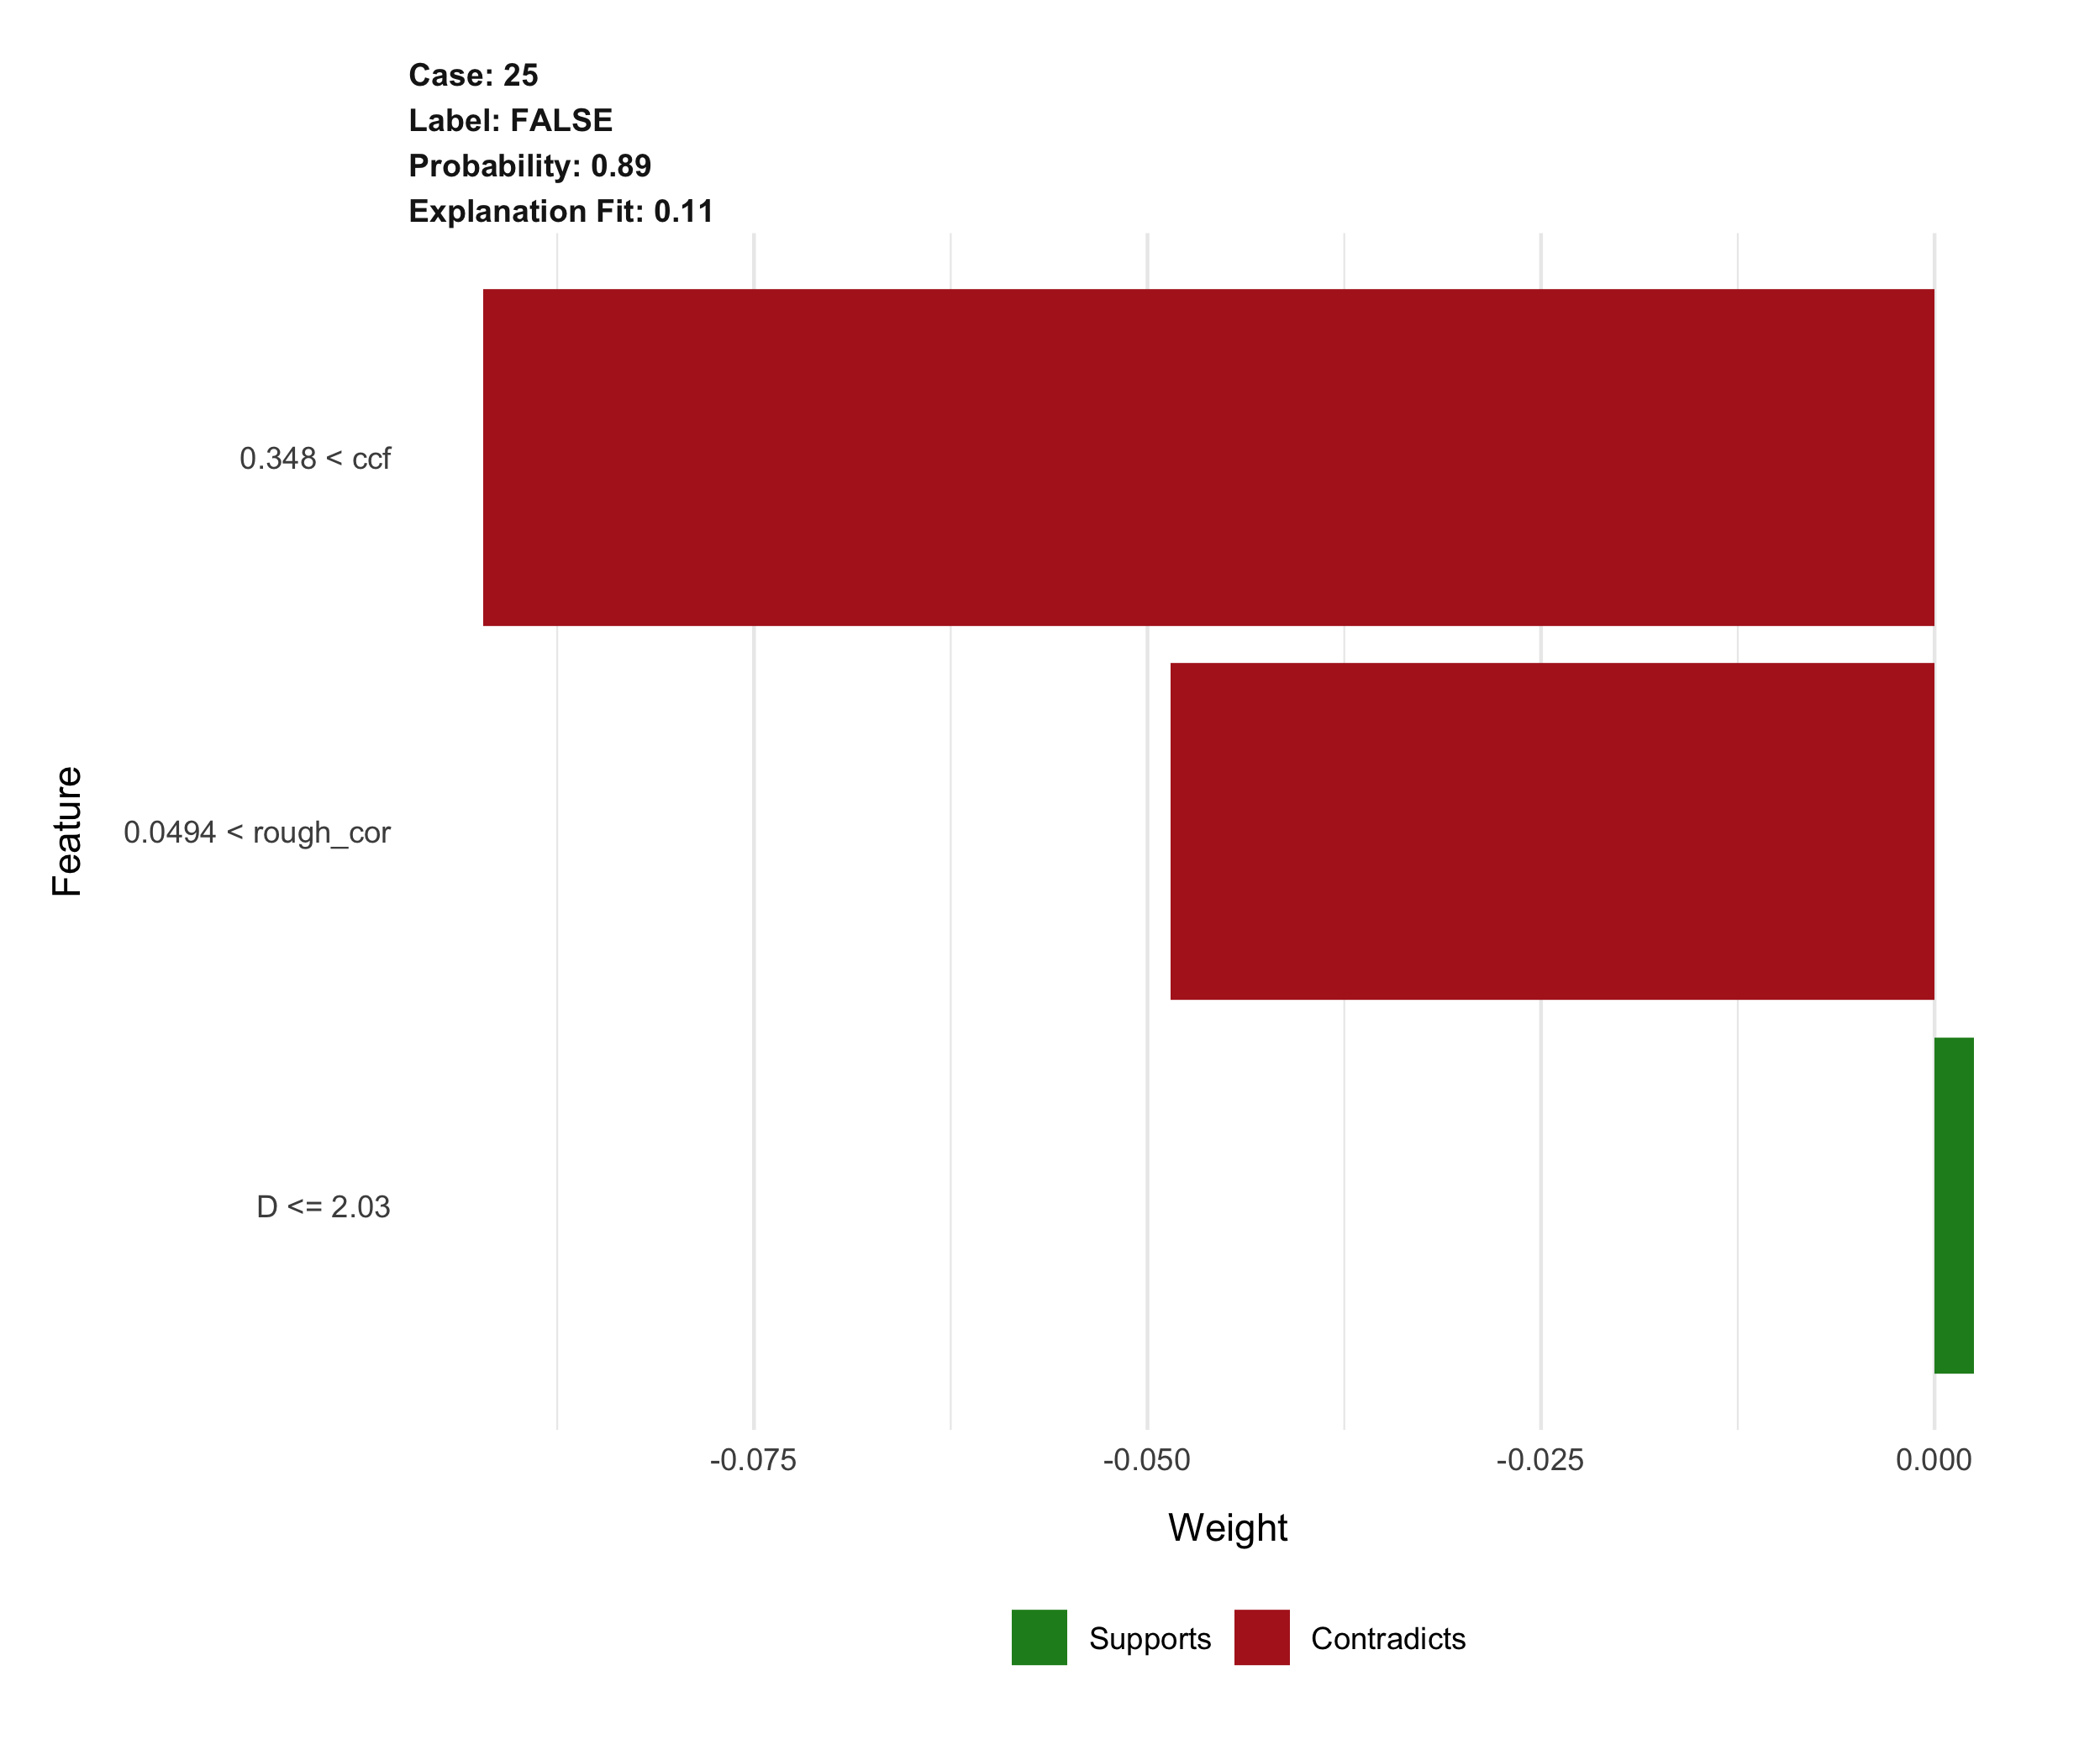 Case: 25
Label: FALSE
Probability: 0.89
Explanation Fit: 0.11
Feature
0.348 < ccf
0.0494 < rough_cor
D <= 2.03
-0.075 -0.050 -0.025 0.000
Weight
Supports Contradicts